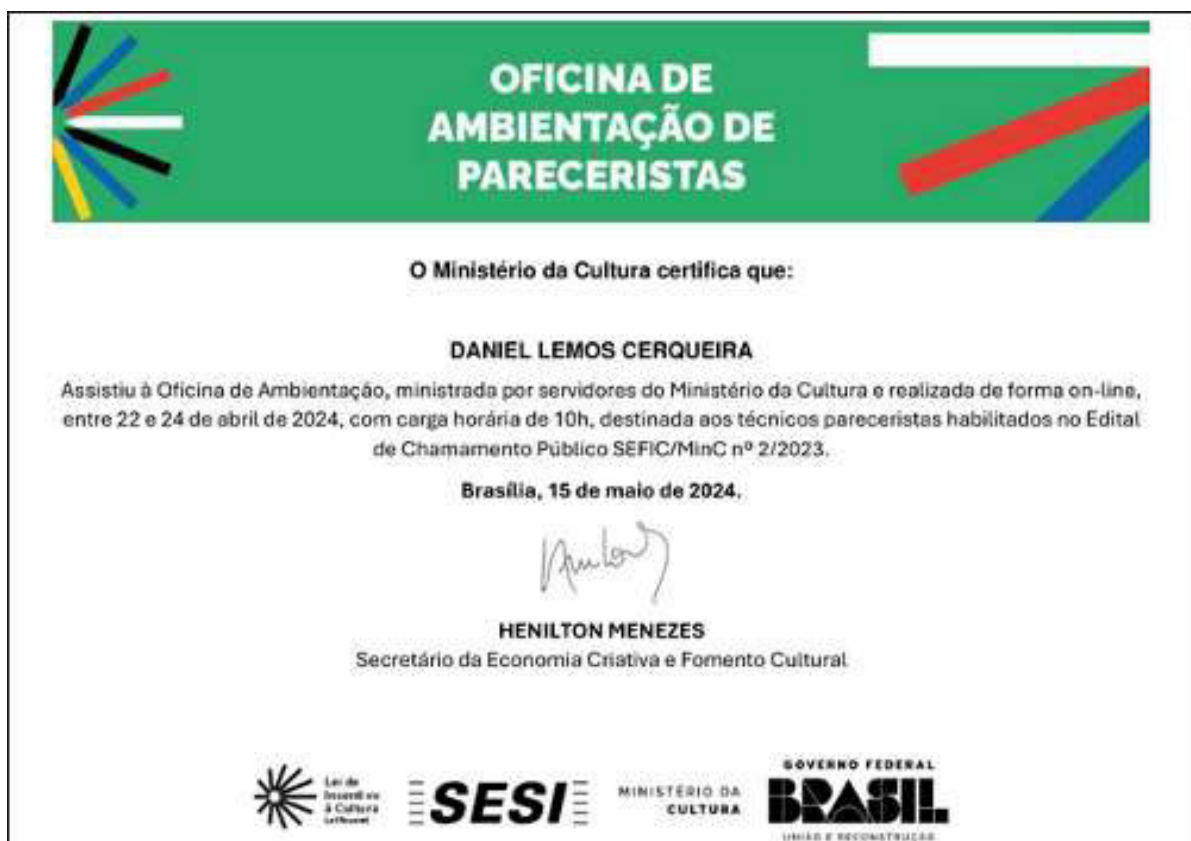 OFICINA DE
AMBIENTAÇÃO DE
PARECERISTAS
O Ministério da Cultura certifica que:
DANIEL LEMOS CERQUEIRA
Assistiu à Oficina de Ambientação, ministrada por servidores do Ministério da Cultura e realizada de forma on-line,
entre 22 e 24 de abril de 2024, com carga horária de 10h, destinada aos técnicos pareceristas habilitados no Edital
de Chamamento Público SEFIC/MinC nº 2/2023.
Brasília, 15 de maio de 2024.
HENILTON MENEZES
Secretário da Economia Criativa e Fomento Cultural
Lei de
Incentivo
à Cultura
Lei Rouanet
SESI
MINISTÉRIO DA
CULTURA
GOVERNO FEDERAL
BRASIL
UNIÃO E RECONSTRUÇÃO